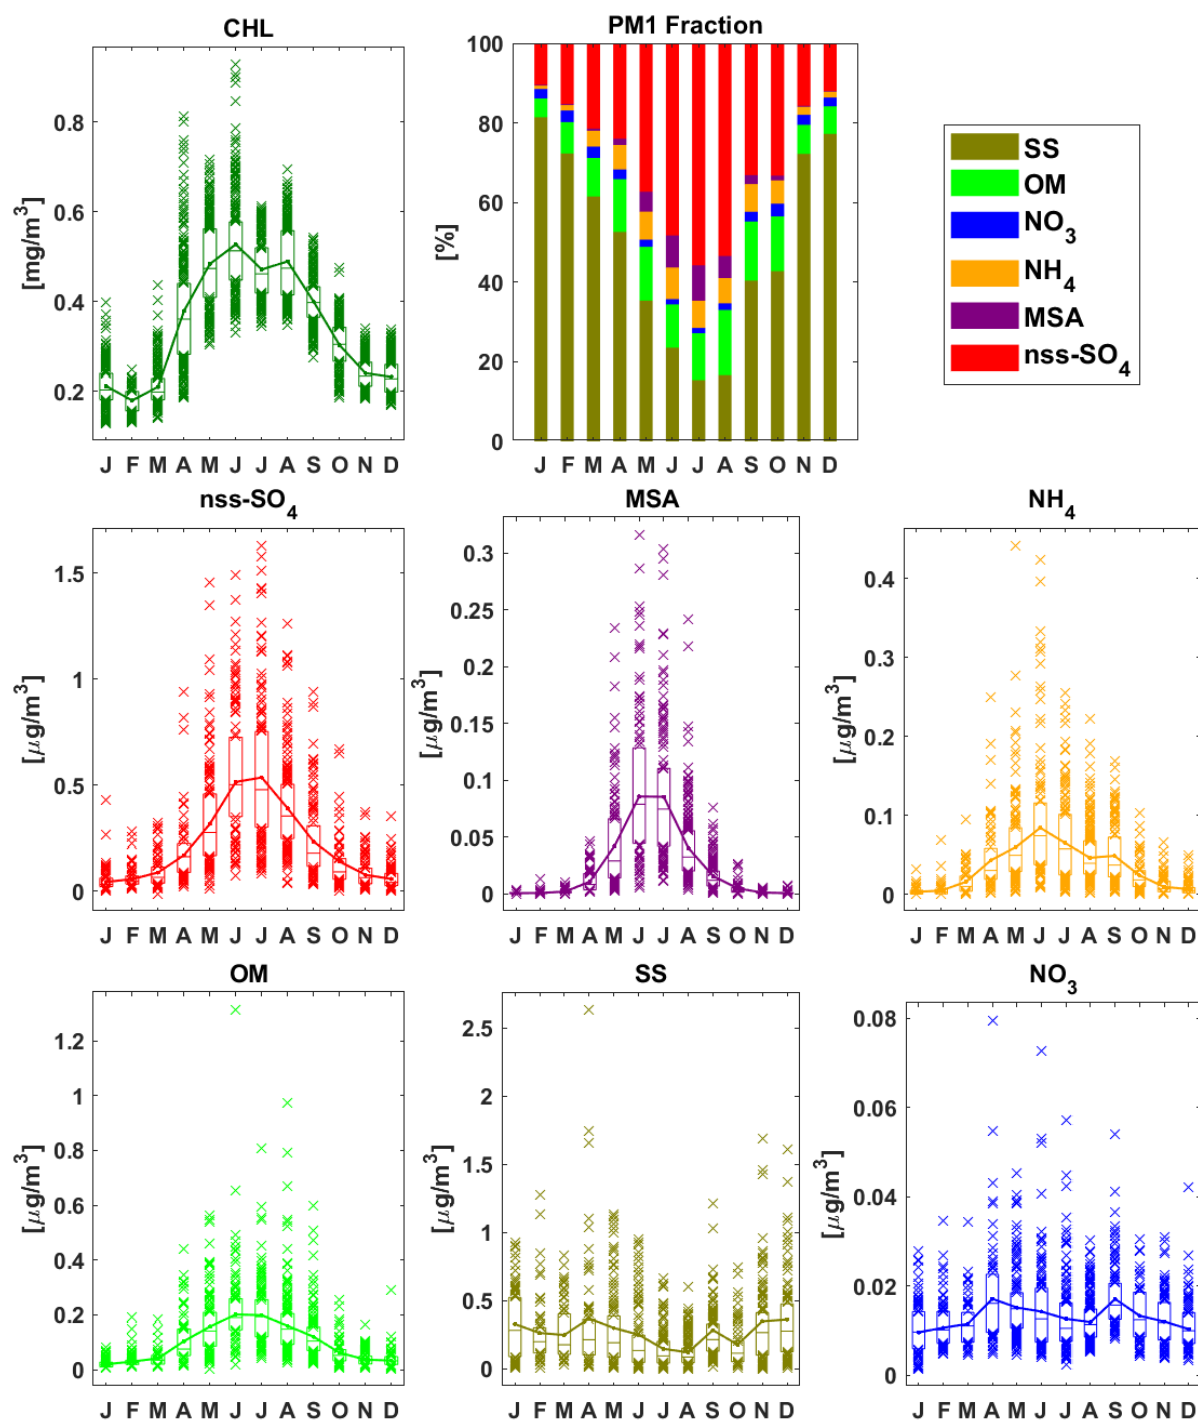 CHL
[mg/m³]
0.8
0.6
0.4
0.2
J F M A M J J A S O N D
PM1 Fraction
[%]
100
80
60
40
20
0
J F M A M J J A S O N D
SS
OM
NO₃
NH₄
MSA
nss-SO₄
nss-SO₄
[μg/m³]
1.5
1
0.5
0
J F M A M J J A S O N D
MSA
[μg/m³]
0.3
0.25
0.2
0.15
0.1
0.05
0
J F M A M J J A S O N D
NH₄
[μg/m³]
0.4
0.3
0.2
0.1
0
J F M A M J J A S O N D
OM
[μg/m³]
1.2
1
0.8
0.6
0.4
0.2
0
J F M A M J J A S O N D
SS
[μg/m³]
2.5
2
1.5
1
0.5
0
J F M A M J J A S O N D
NO₃
[μg/m³]
0.08
0.06
0.04
0.02
0
J F M A M J J A S O N D